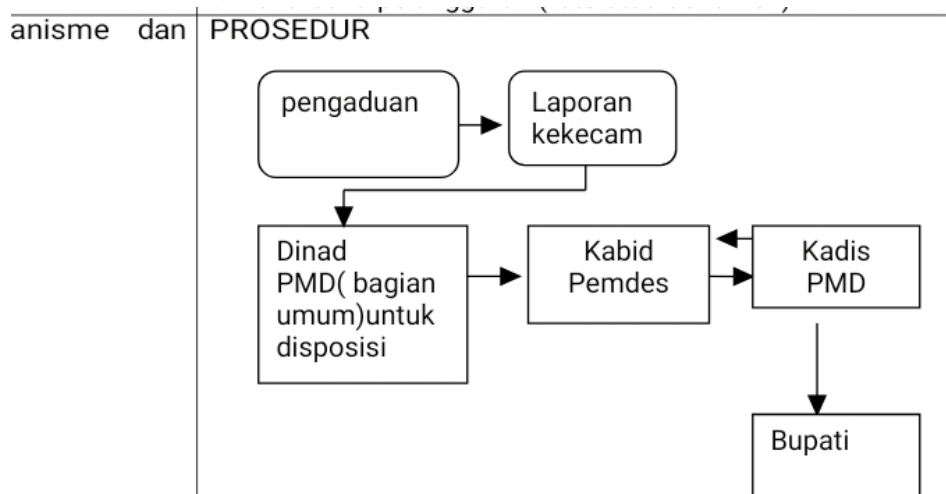 anisme dan
PROSEDUR
pengaduan
Laporan
kekecam
Dinad
PMD( bagian
umum)untuk
disposisi
Kabid
Pemdes
Kadis
PMD
Bupati